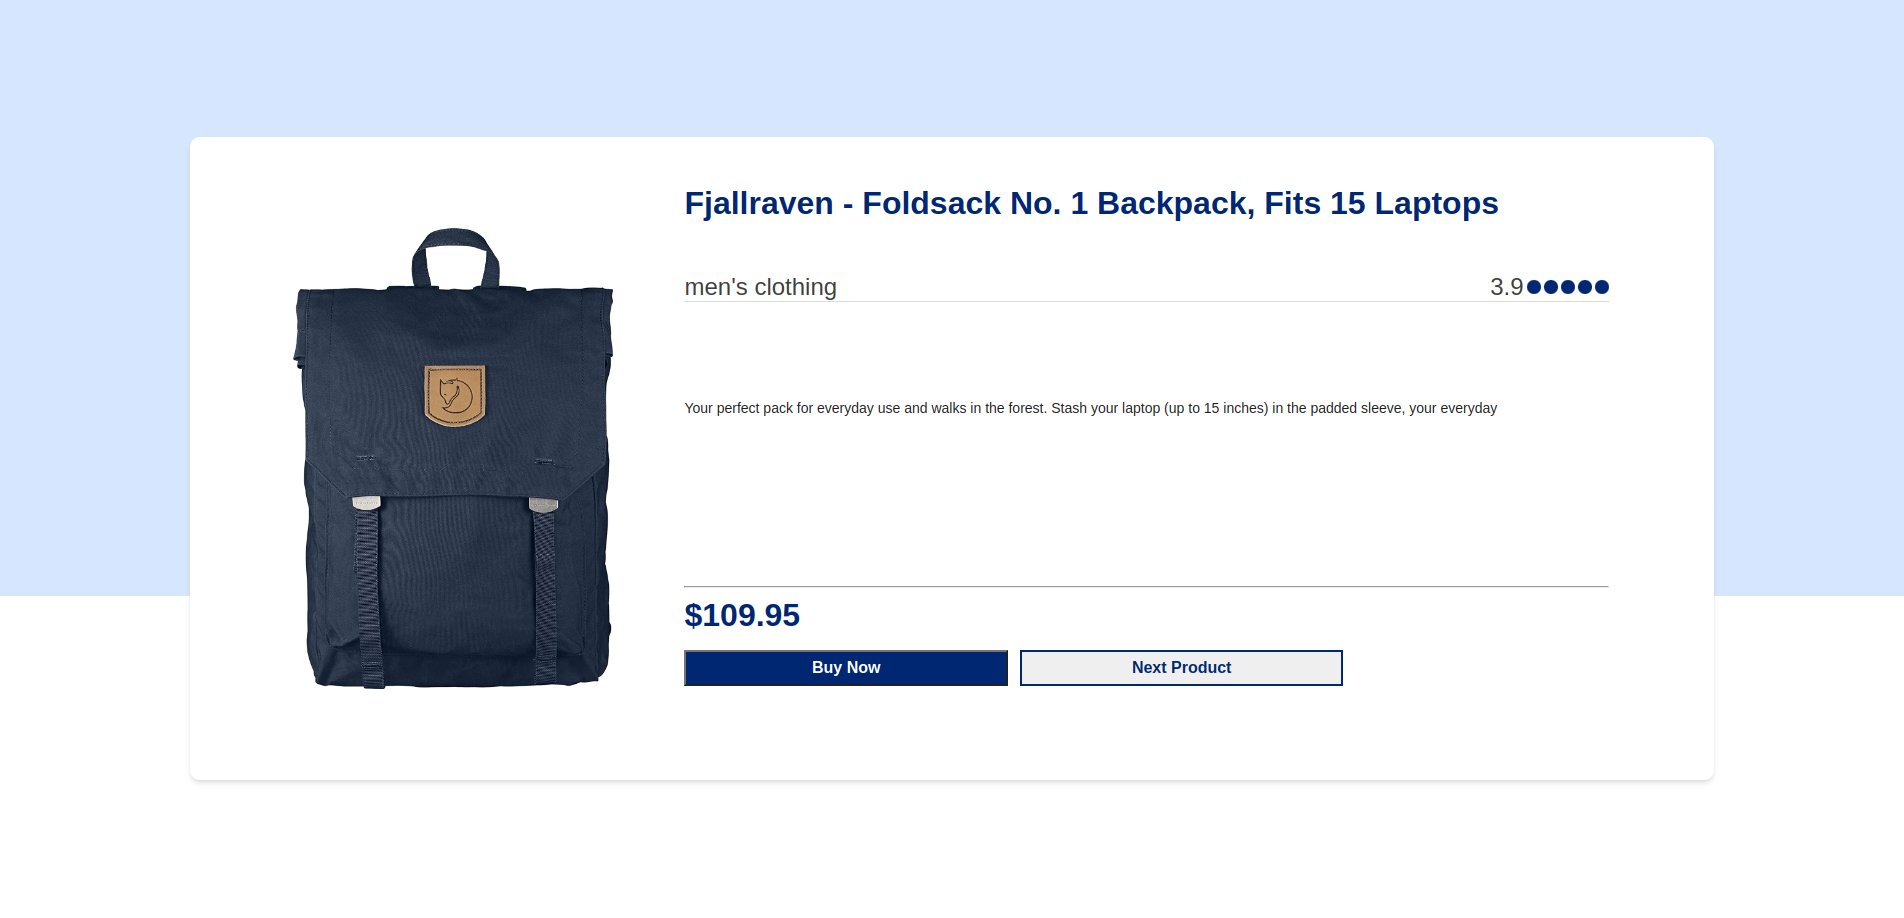 Fjallraven - Foldsack No. 1 Backpack, Fits 15 Laptops
men's clothing 3.9
Your perfect pack for everyday use and walks in the forest. Stash your laptop (up to 15 inches) in the padded sleeve, your everyday
$109.95
Buy Now Next Product